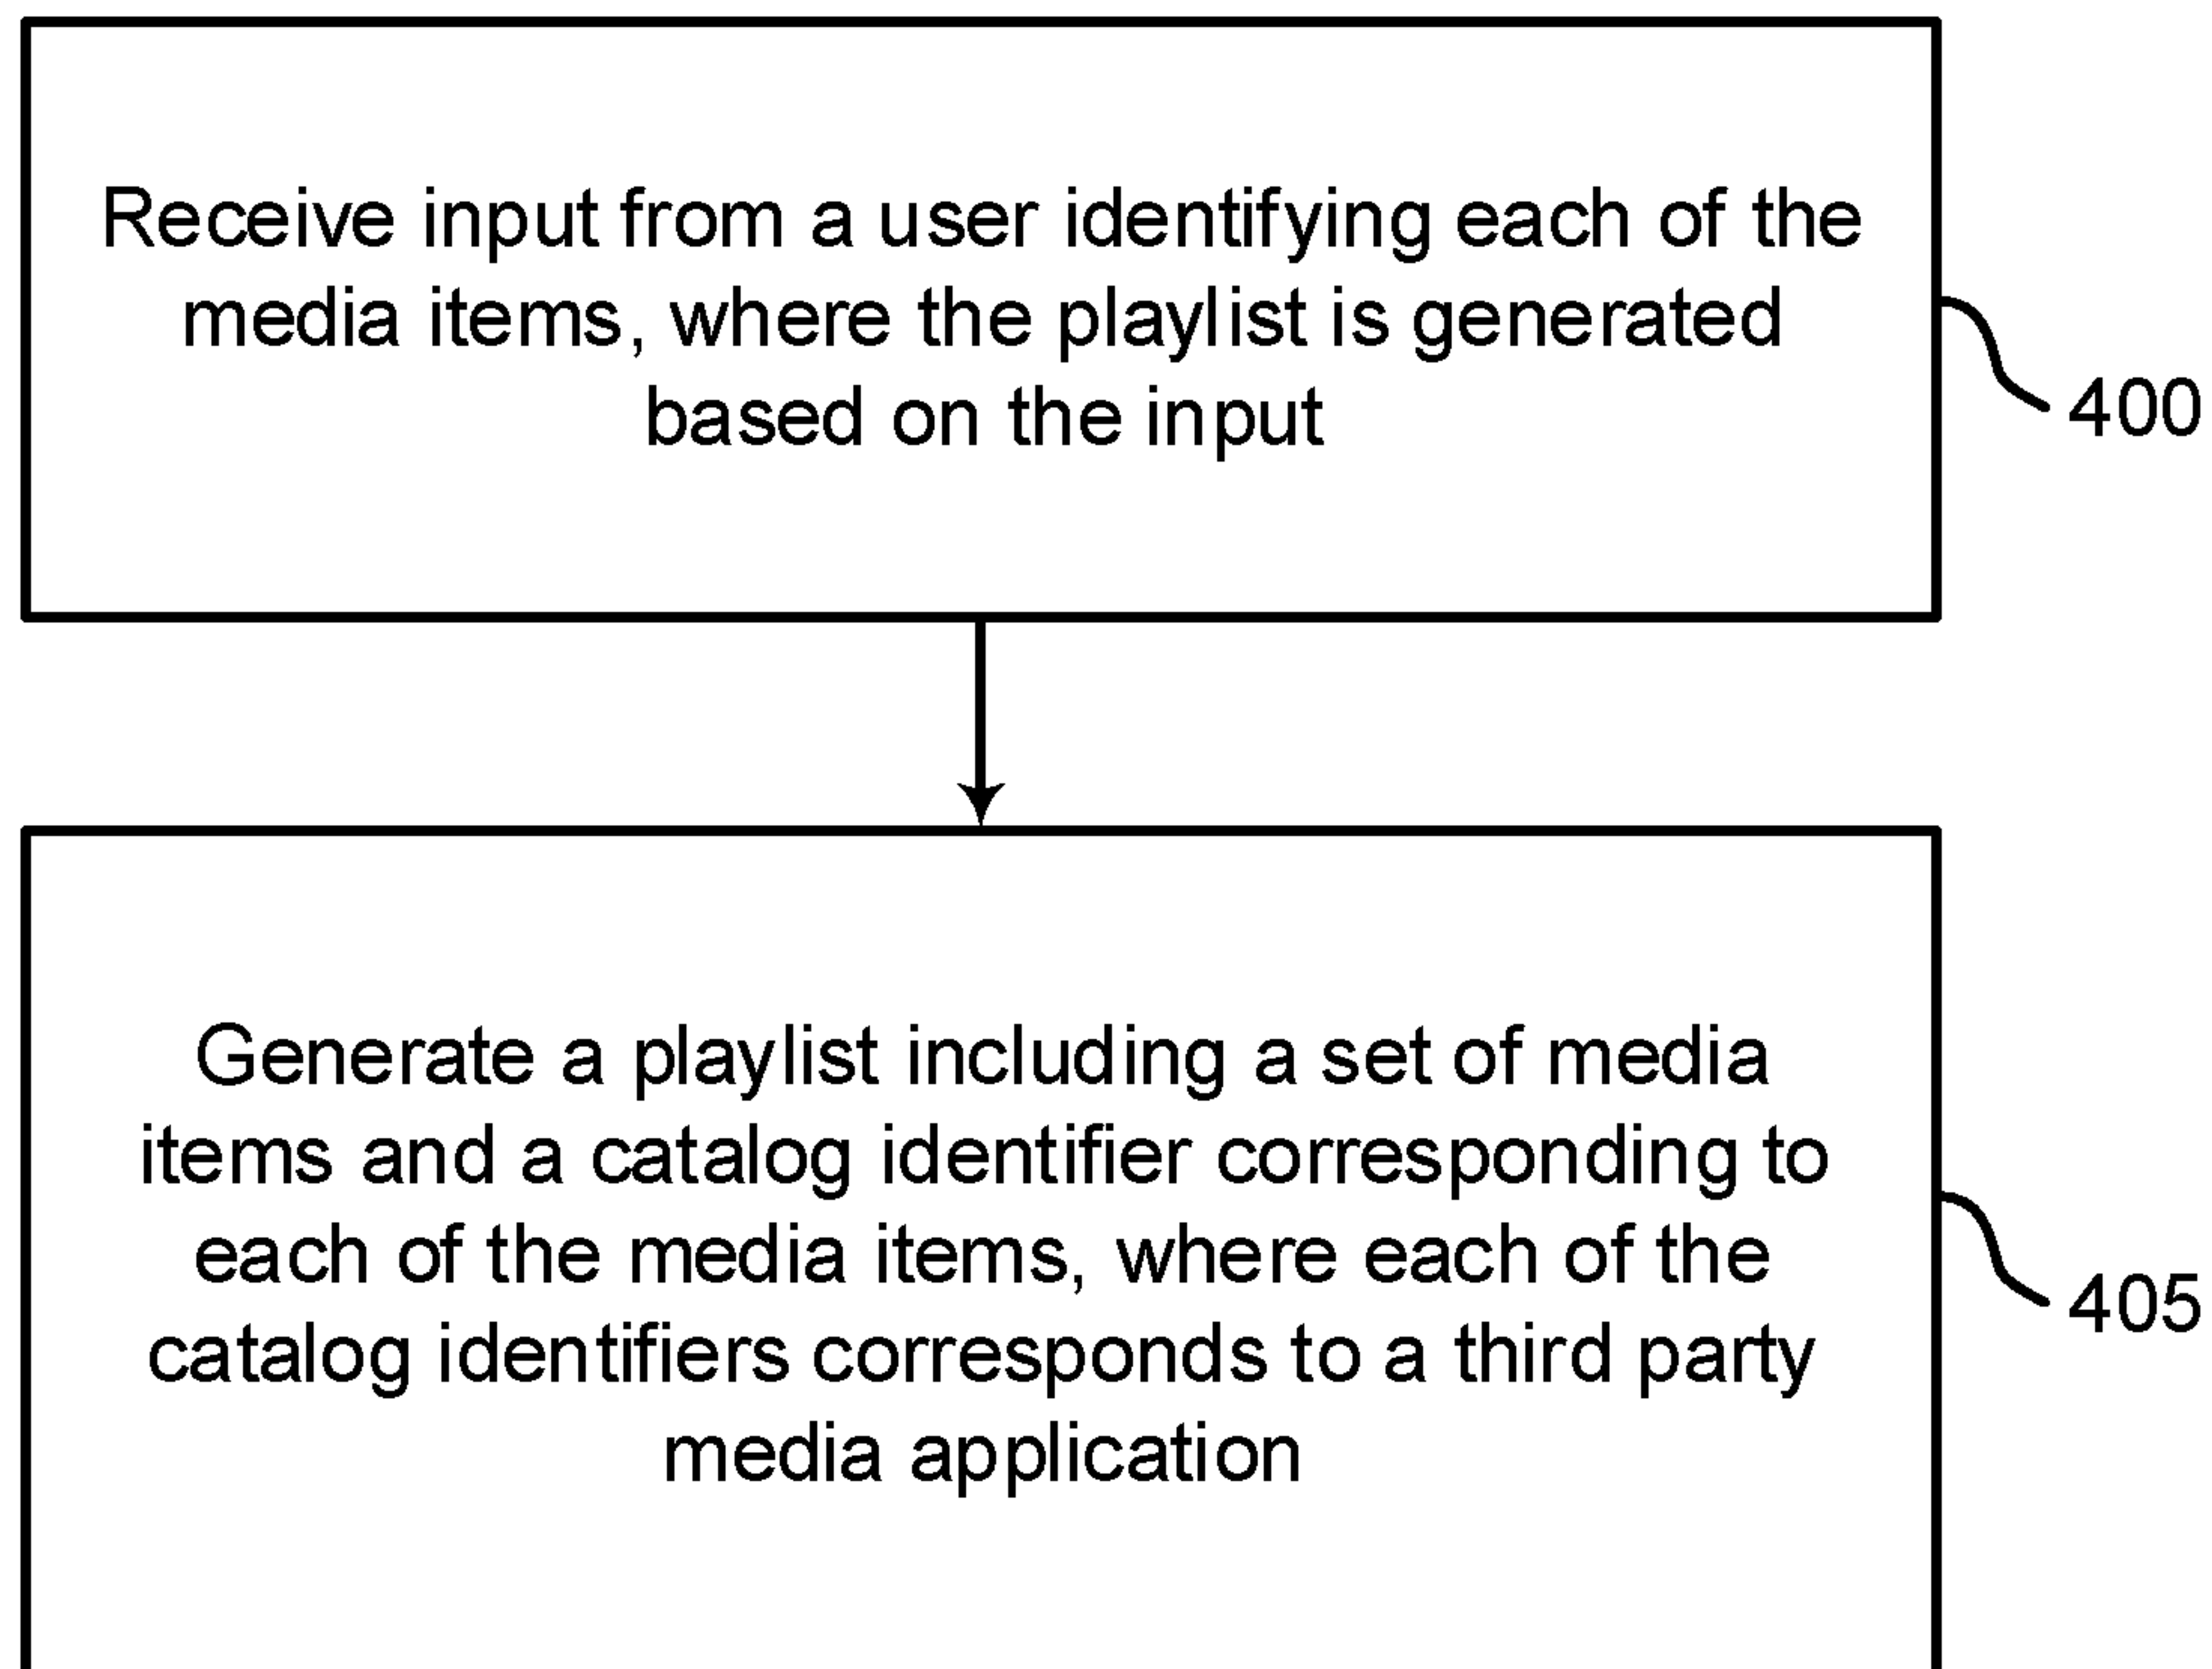 Receive input from a user identifying each of the
media items, where the playlist is generated
based on the input
400
Generate a playlist including a set of media
items and a catalog identifier corresponding to
each of the media items, where each of the
catalog identifiers corresponds to a third party
media application
405